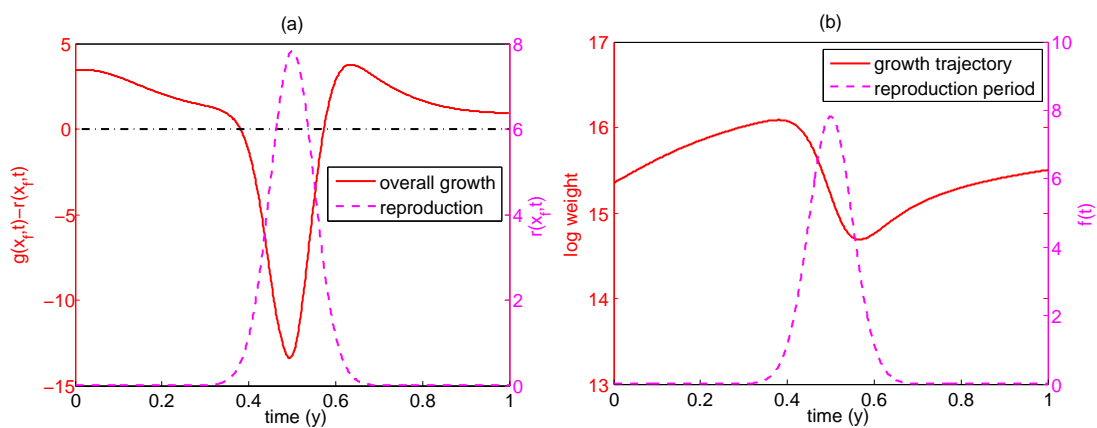 (a)
5
0
−5
−10
−15
g(x_f,t)−r(x_f,t)
0
0.2
0.4
0.6
0.8
1
time (y)
8
6
4
2
0
r(x_f,t)
overall growth
reproduction
(b)
17
16
15
14
13
log weight
0
0.2
0.4
0.6
0.8
1
time (y)
10
8
6
4
2
0
f(t)
growth trajectory
reproduction period